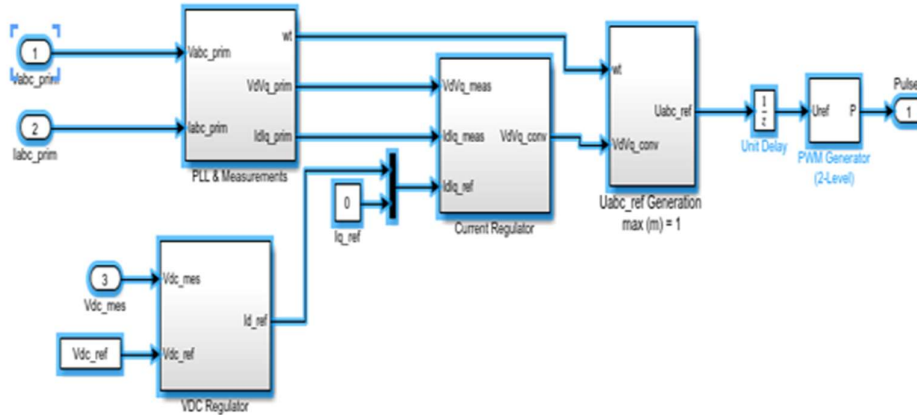 1
Vabc_prim
2
Iabc_prim
Vabc_prim
Iabc_prim
wt
VdVq_prim
IdIq_prim
PLL & Measurements
0
Iq_ref
VdVq_meas
IdIq_meas
IdIq_ref
VdVq_conv
Current Regulator
wt
VdVq_conv
Uabc_ref
Uabc_ref Generation
max (m) = 1
1
z
Unit Delay
Uref
P
PWM Generator
(2-Level)
Pulse
1
3
Vdc_mes
Vdc_ref
Vdc_mes
Vdc_ref
Id_ref
VDC Regulator